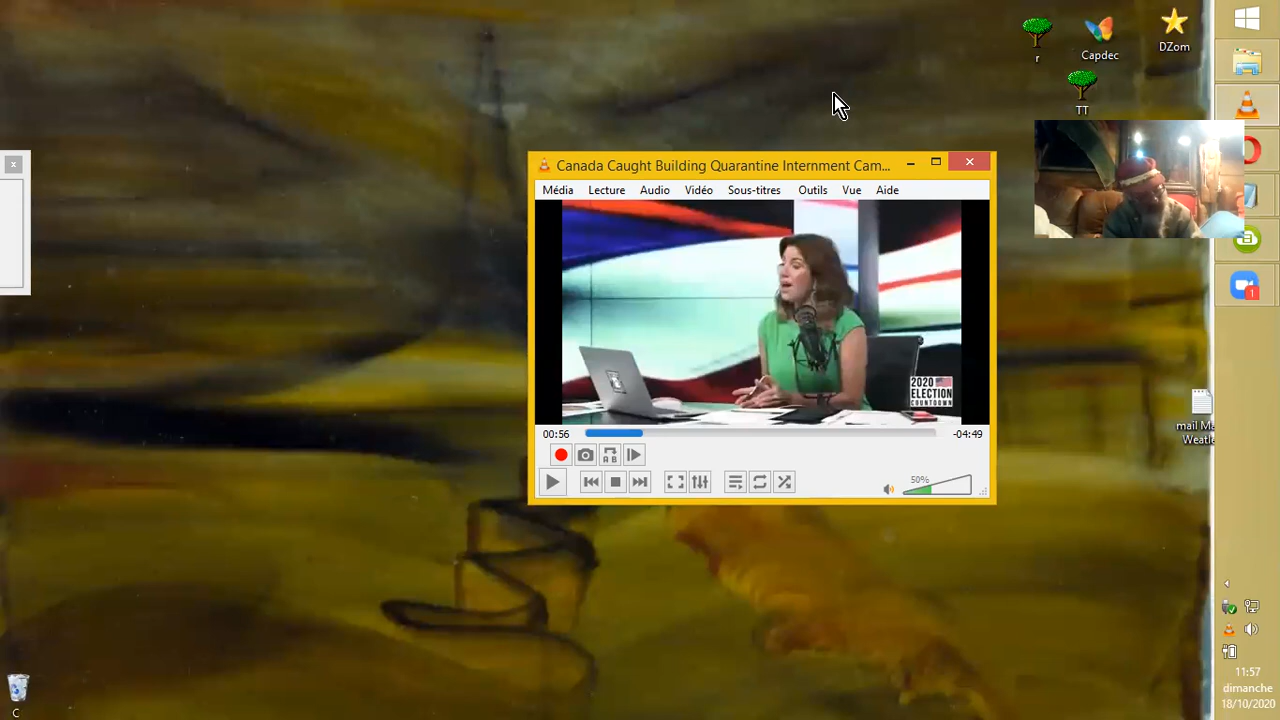 r
Capdec
DZom
TT
Canada Caught Building Quarantine Internment Cam...
Média Lecture Audio Vidéo Sous-titres Outils Vue Aide
2020
ELECTION
COUNTDOWN
00:56
-04:49
50%
mail
1
11:57
dimanche
18/10/2020
C